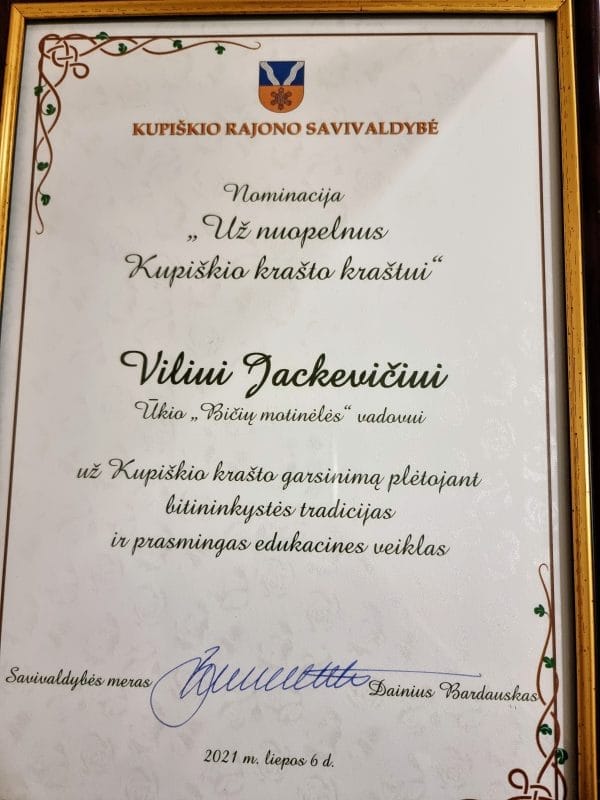 KUPIŠKIO RAJONO SAVIVALDYBĖ
Nominacija
„Už nuopelnus
Kupiškio krašto kraštui“
Viliui Jackevičiui
Ūkio „Bičių motinėlės“ vadovui
už Kupiškio krašto garsinimą plėtojant
bitininkystės tradicijas
ir prasmingas edukacines veiklas
Savivaldybės meras Dainius Bardauskas
2021 m. liepos 6 d.